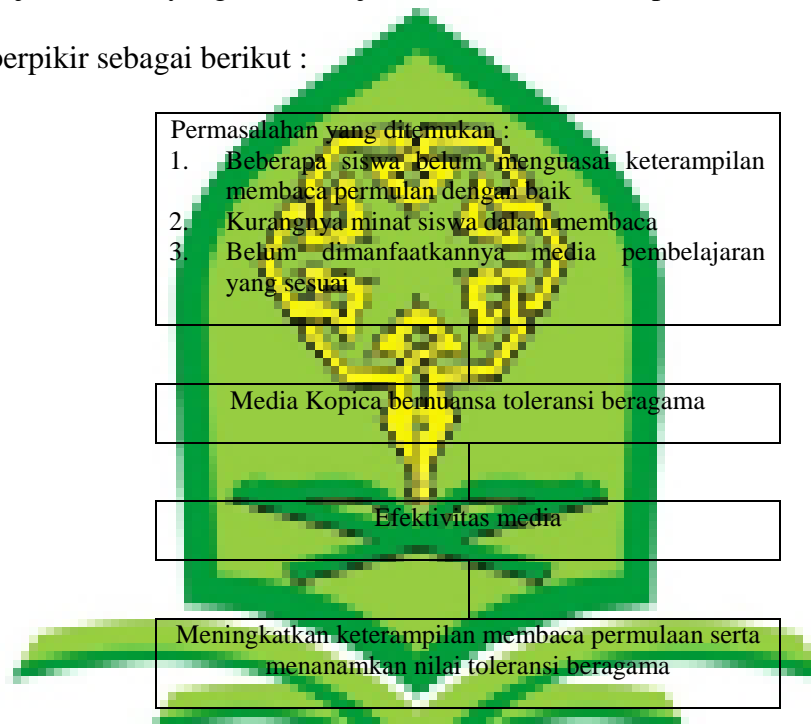 berpikir sebagai berikut :
Permasalahan yang ditemukan :
1. Beberapa siswa belum menguasai keterampilan
membaca permulan dengan baik
2. Kurangnya minat siswa dalam membaca
3. Belum dimanfaatkannya media pembelajaran
yang sesuai
Media Kopica bernuansa toleransi beragama
Efektivitas media
Meningkatkan keterampilan membaca permulaan serta
menanamkan nilai toleransi beragama